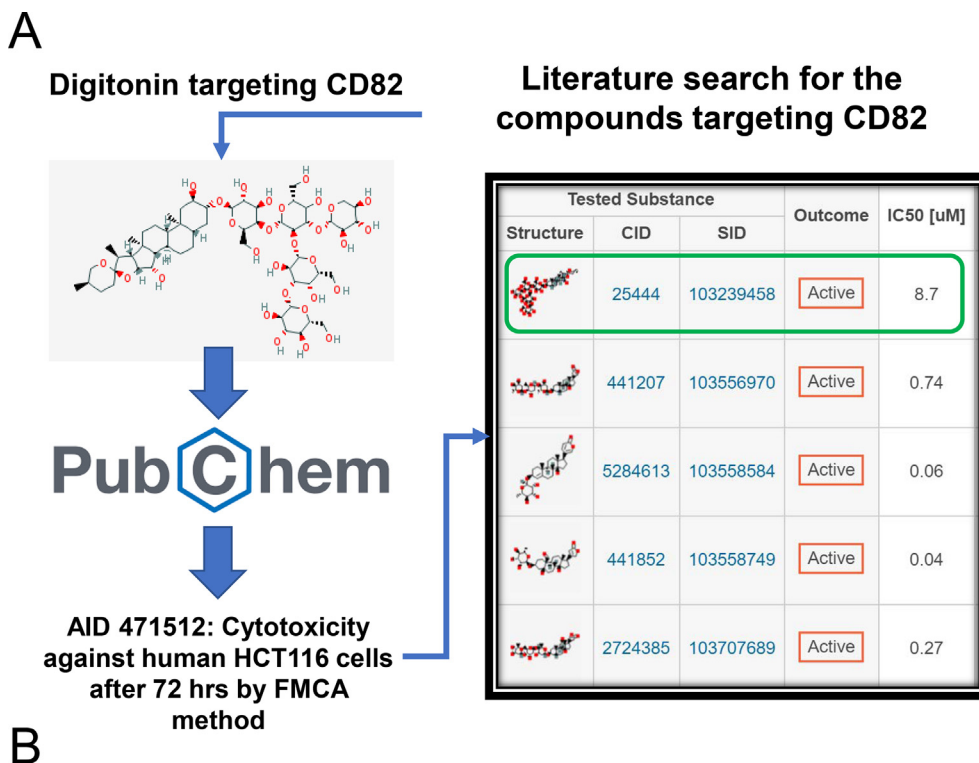 A
Digitonin targeting CD82
Literature search for the
compounds targeting CD82
PubChem
AID 471512: Cytotoxicity
against human HCT116 cells
after 72 hrs by FMCA
method
Tested Substance
Outcome
IC50 [uM]
Structure CID SID
25444 103239458 Active 8.7
441207 103556970 Active 0.74
5284613 103558584 Active 0.06
441852 103558749 Active 0.04
2724385 103707689 Active 0.27
B